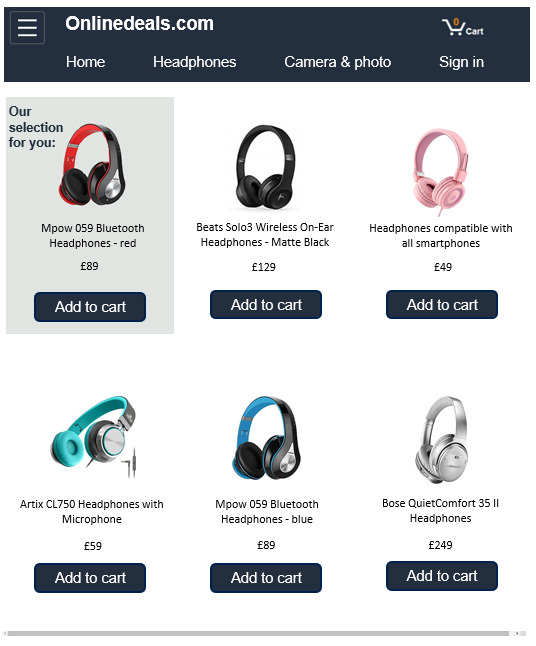 Onlinedeals.com
0
Cart
Home Headphones Camera & photo Sign in
Our
selection
for you:
Mpow 059 Bluetooth
Headphones - red
£89
Add to cart
Beats Solo3 Wireless On-Ear
Headphones - Matte Black
£129
Add to cart
Headphones compatible with
all smartphones
£49
Add to cart
Artix CL750 Headphones with
Microphone
£59
Add to cart
Mpow 059 Bluetooth
Headphones - blue
£89
Add to cart
Bose QuietComfort 35 II
Headphones
£249
Add to cart